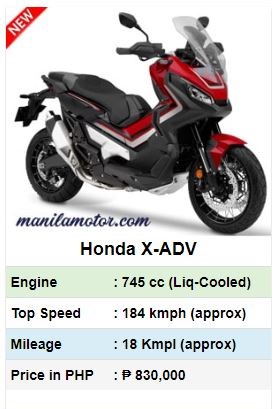 NEW
manilamotor.com
Honda X-ADV
Engine : 745 cc (Liq-Cooled)
Top Speed : 184 kmph (approx)
Mileage : 18 Kmpl (approx)
Price in PHP : ₱ 830,000